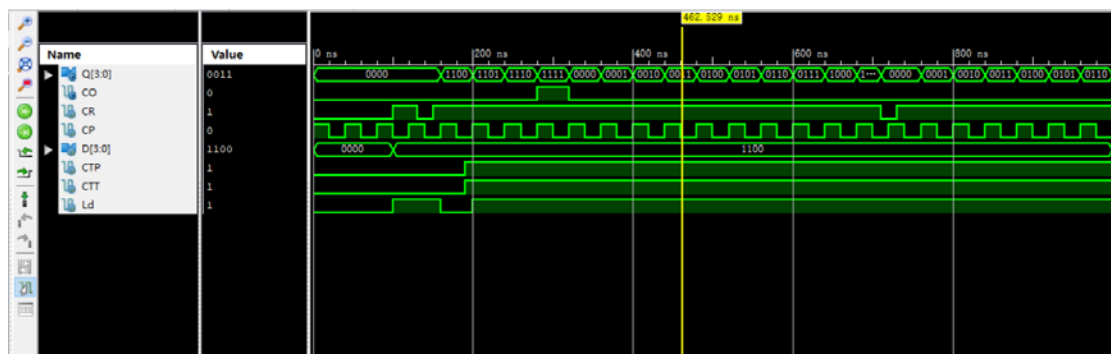 462.529 ns
Name Value |0 ns |200 ns |400 ns |600 ns |800 ns
Q[3:0] 0011 0000 1100 1101 1110 1111 0000 0001 0010 0011 0100 0101 0110 0111 1000 1... 0000 0001 0010 0011 0100 0101 0110
CO 0
CR 1
CP 0
D[3:0] 1100 0000 1100
CTP 1
CTT 1
Ld 1